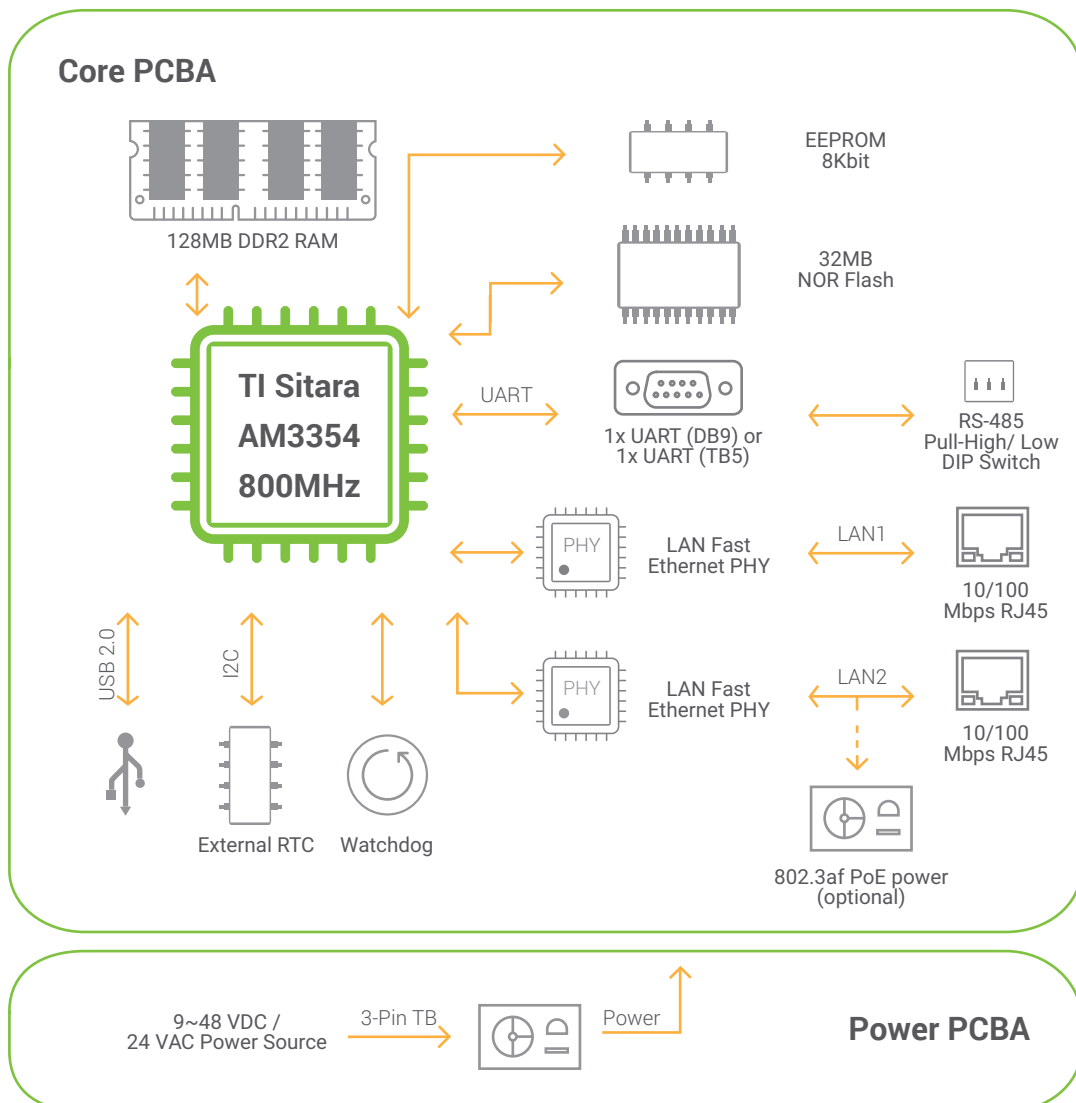 Core PCBA
128MB DDR2 RAM
EEPROM
8Kbit
32MB
NOR Flash
TI Sitara
AM3354
800MHz
UART
1x UART (DB9) or
1x UART (TB5)
RS-485
Pull-High/ Low
DIP Switch
PHY
LAN Fast
Ethernet PHY
LAN1
10/100
Mbps RJ45
PHY
LAN Fast
Ethernet PHY
LAN2
10/100
Mbps RJ45
USB 2.0
I2C
External RTC
Watchdog
802.3af PoE power
(optional)
9~48 VDC /
24 VAC Power Source
3-Pin TB
Power
Power PCBA